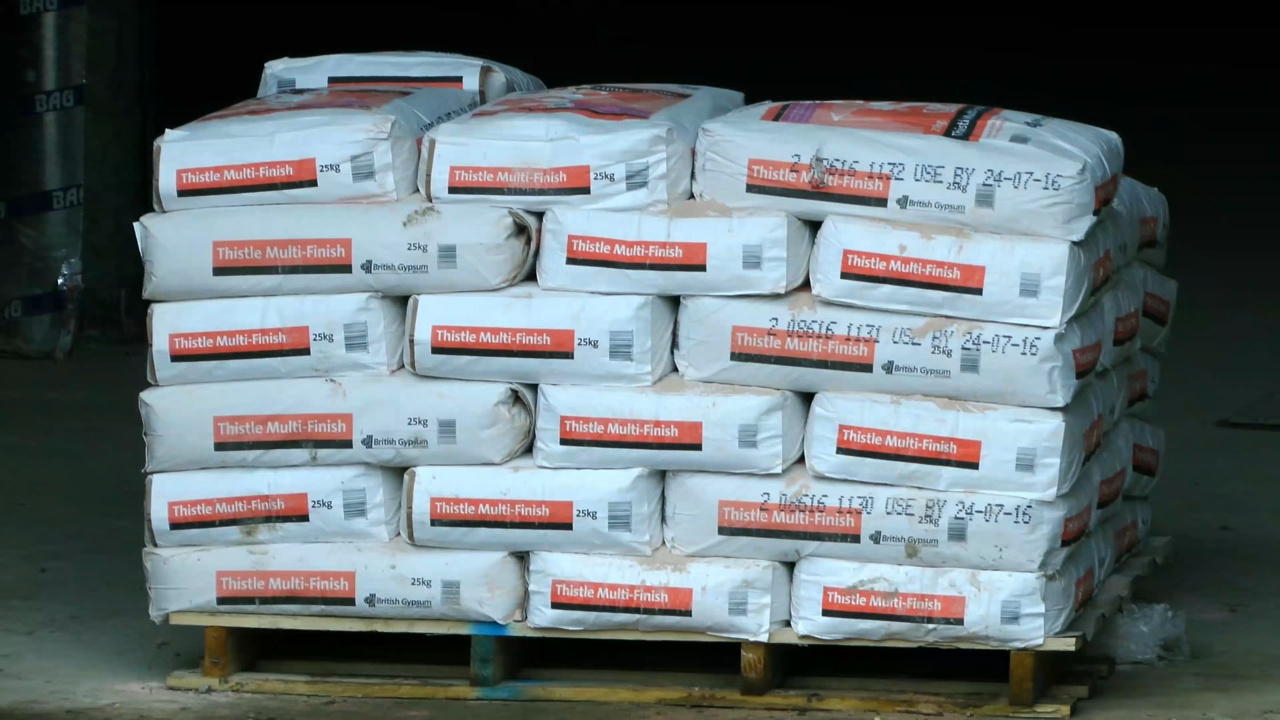 BAG
BAG
BAG
Thistle Multi-Finish 25kg
Thistle Multi-Finish 25kg
2 08616 1132 USE BY 24-07-16
Thistle Multi-Finish 25kg
British Gypsum
Thistle Multi-Finish 25kg
British Gypsum
Thistle Multi-Finish
Thistle Multi-Finish
Thistle Multi-Finish 25kg
Thistle Multi-Finish 25kg
2 08616 1131 USE BY 24-07-16
Thistle Multi-Finish 25kg
British Gypsum
Thistle Multi-Finish 25kg
British Gypsum
Thistle Multi-Finish
Thistle Multi-Finish
Thistle Multi-Finish 25kg
Thistle Multi-Finish 25kg
2 08616 1130 USE BY 24-07-16
Thistle Multi-Finish 25kg
British Gypsum
Thistle Multi-Finish 25kg
British Gypsum
Thistle Multi-Finish
Thistle Multi-Finish